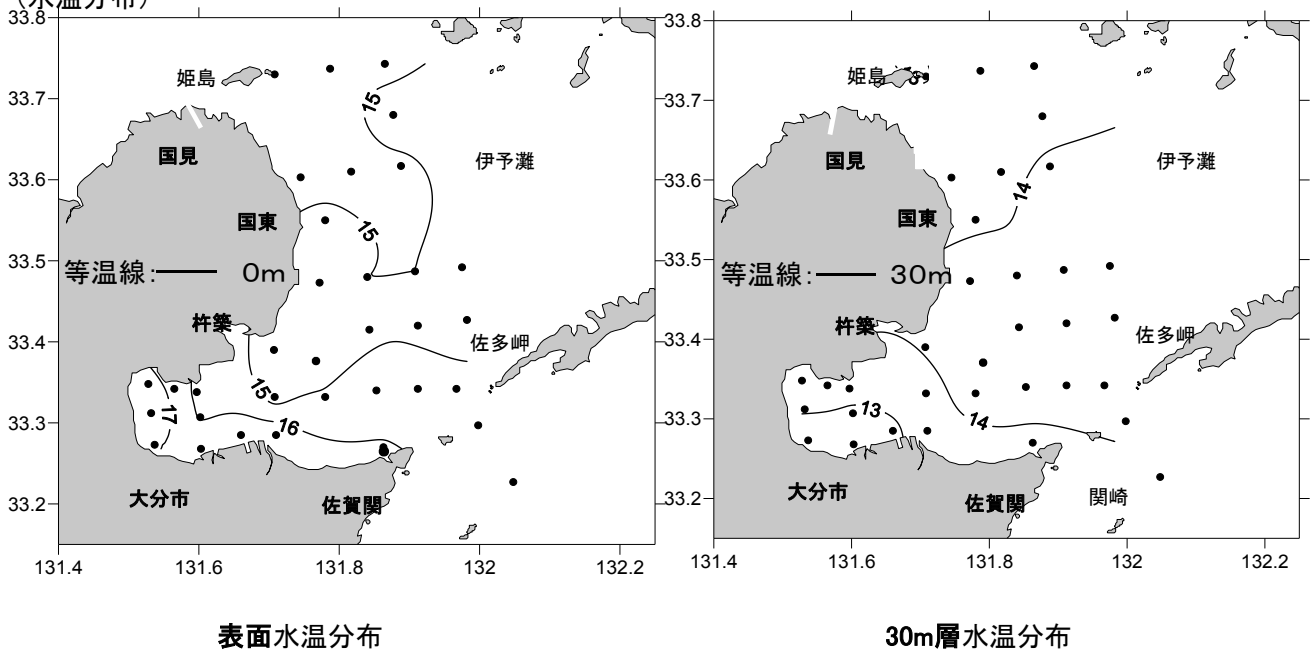 (水温分布)
33.8
33.7
33.6
33.5
33.4
33.3
33.2
131.4 131.6 131.8 132 132.2
姫島
国見
国東
伊予灘
等温線: 0m
杵築
佐多岬
大分市
佐賀関
15
15
15
16
17
表面水温分布
33.8
33.7
33.6
33.5
33.4
33.3
33.2
131.4 131.6 131.8 132 132.2
姫島
国見
国東
伊予灘
等温線: 30m
杵築
佐多岬
大分市
佐賀関
関崎
14
13
14
30m層水温分布